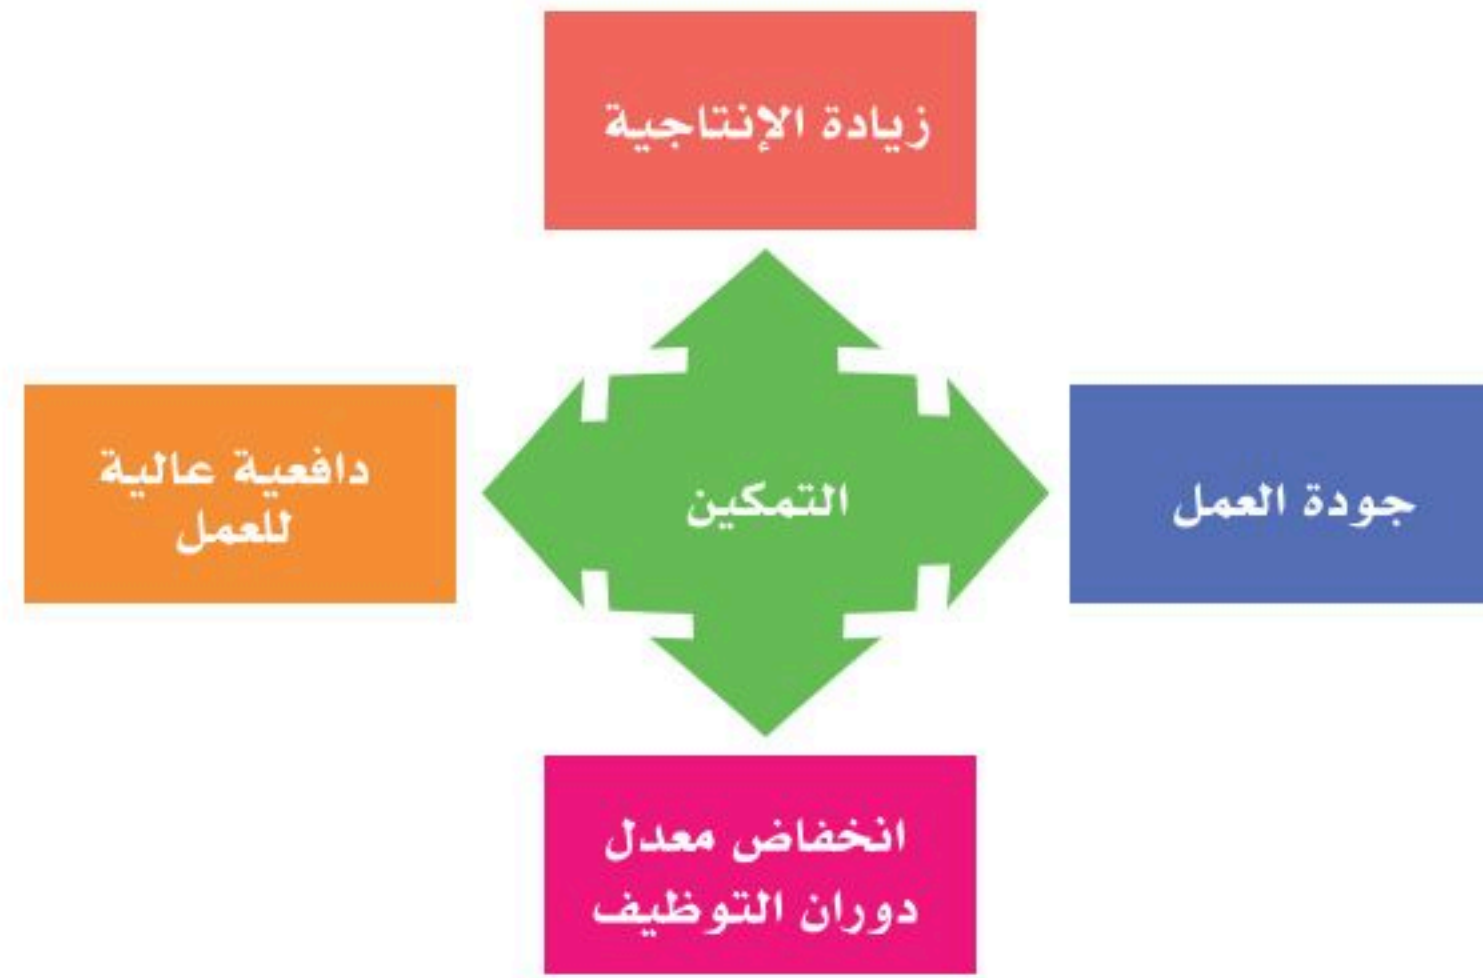 زيادة الإنتاجية
جودة العمل
التمكين
دافعية عالية
للعمل
انخفاض معدل
دوران التوظيف